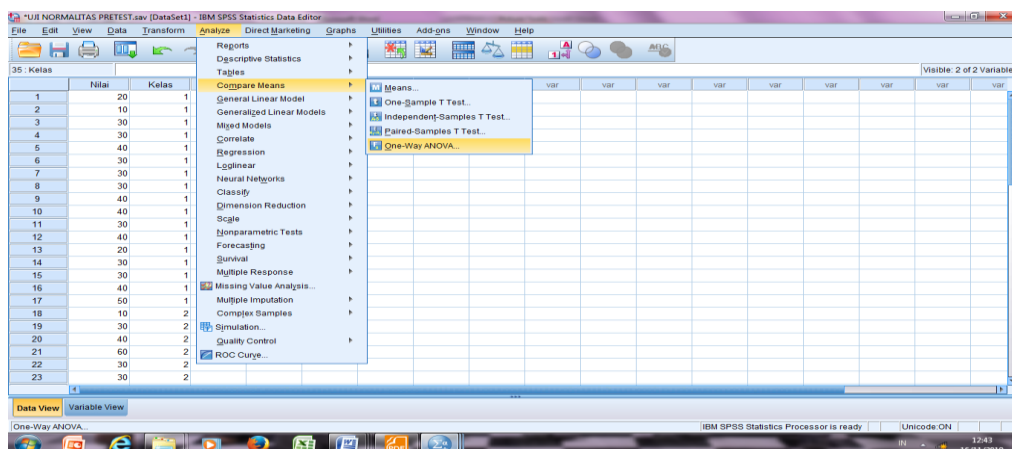 *UJI NORMALITAS PRETEST.sav [DataSet1] - IBM SPSS Statistics Data Editor
File Edit View Data Transform Analyze Direct Marketing Graphs Utilities Add-ons Window Help
35 : Kelas
Visible: 2 of 2 Variable
Nilai Kelas var var var var var var var var
1 20 1
2 10 1
3 30 1
4 30 1
5 40 1
6 30 1
7 30 1
8 30 1
9 40 1
10 40 1
11 30 1
12 40 1
13 20 1
14 30 1
15 30 1
16 40 1
17 50 1
18 10 2
19 30 2
20 40 2
21 60 2
22 30 2
23 30 2
Reports
Descriptive Statistics
Tables
Compare Means
General Linear Model
Generalized Linear Models
Mixed Models
Correlate
Regression
Loglinear
Neural Networks
Classify
Dimension Reduction
Scale
Nonparametric Tests
Forecasting
Survival
Multiple Response
Missing Value Analysis...
Multiple Imputation
Complex Samples
Simulation...
Quality Control
ROC Curve...
Means...
One-Sample T Test...
Independent-Samples T Test...
Paired-Samples T Test...
One-Way ANOVA...
Data View Variable View
One-Way ANOVA...
IBM SPSS Statistics Processor is ready
Unicode:ON
IN
12:43